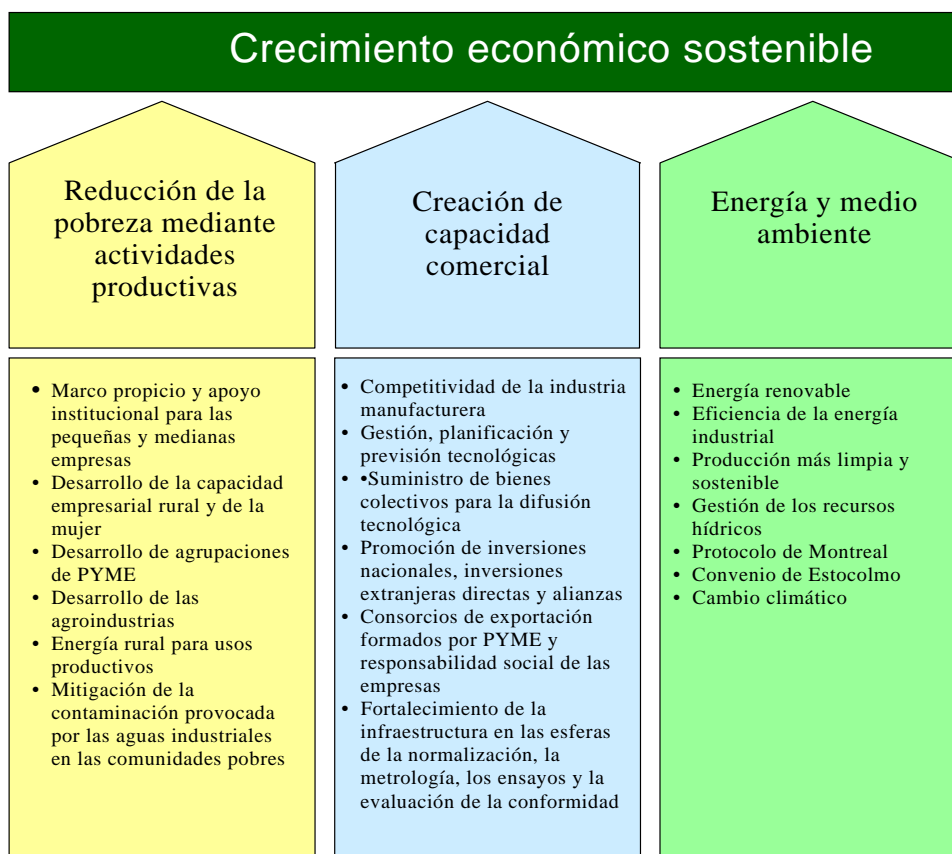 Crecimiento económico sostenible
Reducción de la
pobreza mediante
actividades
productivas
• Marco propicio y apoyo
institucional para las
pequeñas y medianas
empresas
• Desarrollo de la capacidad
empresarial rural y de la
mujer
• Desarrollo de agrupaciones
de PYME
• Desarrollo de las
agroindustrias
• Energía rural para usos
productivos
• Mitigación de la
contaminación provocada
por las aguas industriales
en las comunidades pobres
Creación de
capacidad
comercial
• Competitividad de la industria
manufacturera
• Gestión, planificación y
previsión tecnológicas
• •Suministro de bienes
colectivos para la difusión
tecnológica
• Promoción de inversiones
nacionales, inversiones
extranjeras directas y alianzas
• Consorcios de exportación
formados por PYME y
responsabilidad social de las
empresas
• Fortalecimiento de la
infraestructura en las esferas
de la normalización, la
metrología, los ensayos y la
evaluación de la conformidad
Energía y medio
ambiente
• Energía renovable
• Eficiencia de la energía
industrial
• Producción más limpia y
sostenible
• Gestión de los recursos
hídricos
• Protocolo de Montreal
• Convenio de Estocolmo
• Cambio climático